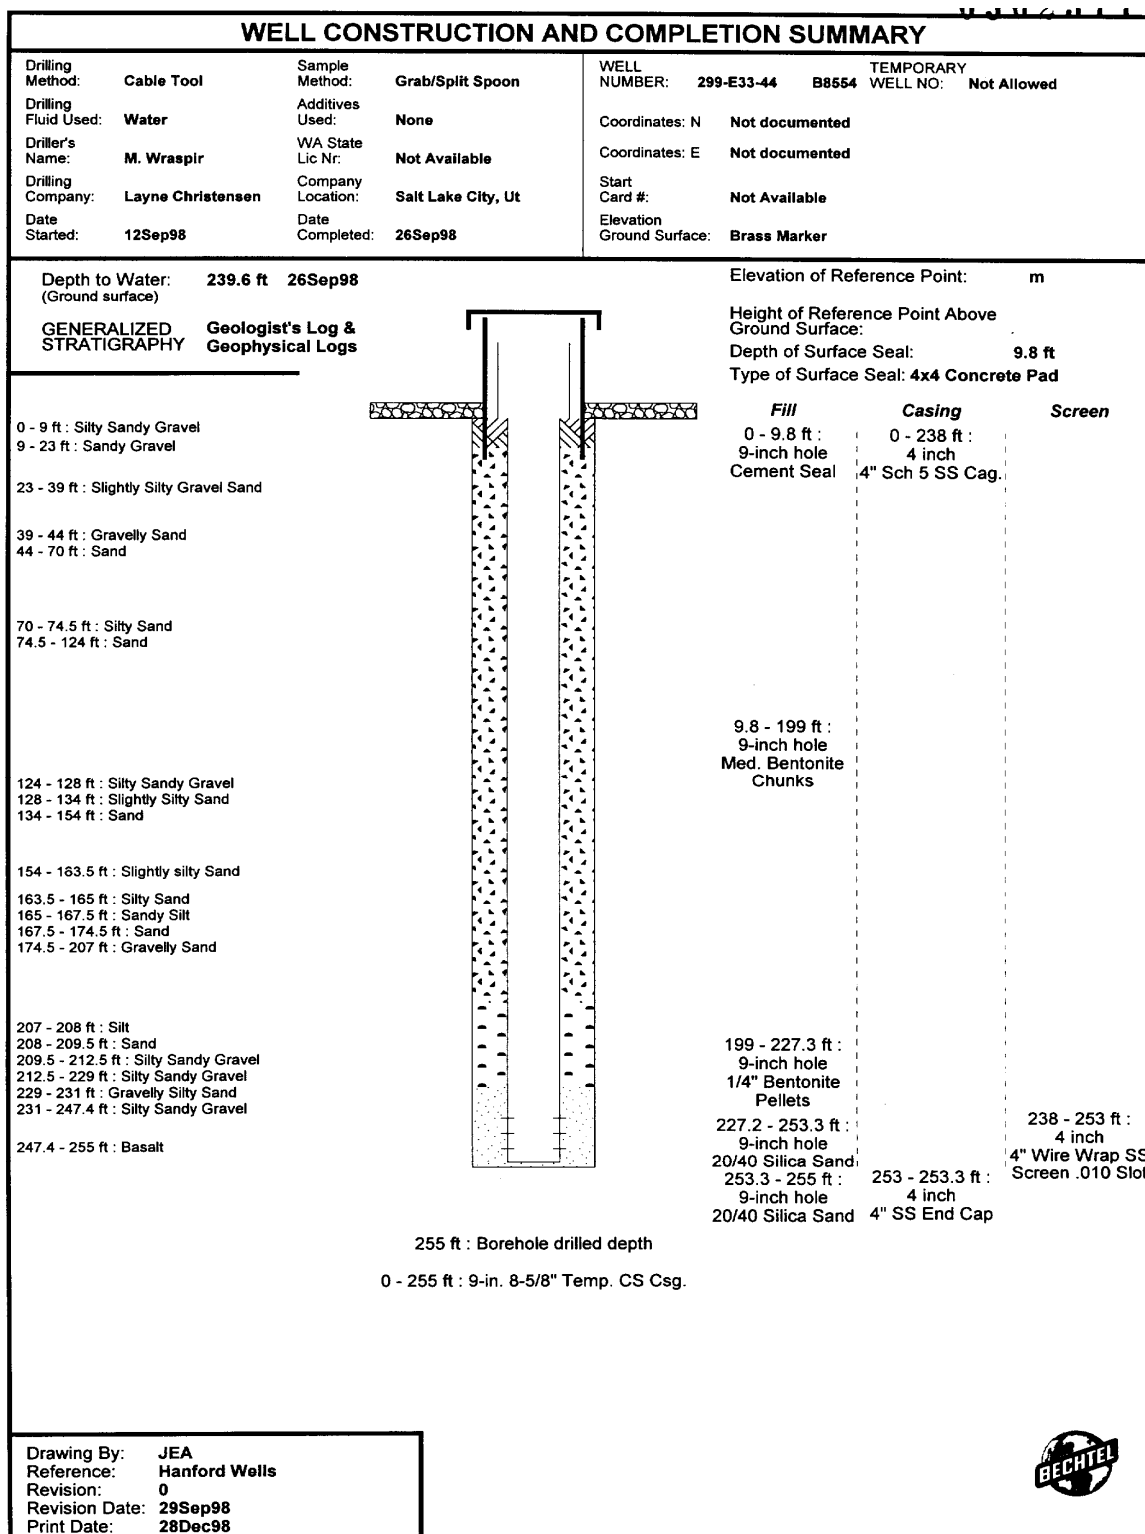 WELL CONSTRUCTION AND COMPLETION SUMMARY
Drilling Method: Cable Tool
Sample Method: Grab/Split Spoon
WELL NUMBER: 299-E33-44 B8554
TEMPORARY WELL NO: Not Allowed
Drilling Fluid Used: Water
Additives Used: None
Coordinates: N Not documented
Driller's Name: M. Wraspir
WA State Lic Nr: Not Available
Coordinates: E Not documented
Drilling Company: Layne Christensen
Company Location: Salt Lake City, Ut
Start Card #: Not Available
Date Started: 12Sep98
Date Completed: 26Sep98
Elevation Ground Surface: Brass Marker
Depth to Water: 239.6 ft 26Sep98
(Ground surface)
GENERALIZED STRATIGRAPHY
Geologist's Log & Geophysical Logs
Elevation of Reference Point: m
Height of Reference Point Above
Ground Surface:
Depth of Surface Seal: 9.8 ft
Type of Surface Seal: 4x4 Concrete Pad
0 - 9 ft : Silty Sandy Gravel
9 - 23 ft : Sandy Gravel
23 - 39 ft : Slightly Silty Gravel Sand
39 - 44 ft : Gravelly Sand
44 - 70 ft : Sand
70 - 74.5 ft : Silty Sand
74.5 - 124 ft : Sand
124 - 128 ft : Silty Sandy Gravel
128 - 134 ft : Slightly Silty Sand
134 - 154 ft : Sand
154 - 163.5 ft : Slightly silty Sand
163.5 - 165 ft : Silty Sand
165 - 167.5 ft : Sandy Silt
167.5 - 174.5 ft : Sand
174.5 - 207 ft : Gravelly Sand
207 - 208 ft : Silt
208 - 209.5 ft : Sand
209.5 - 212.5 ft : Silty Sandy Gravel
212.5 - 229 ft : Silty Sandy Gravel
229 - 231 ft : Gravelly Silty Sand
231 - 247.4 ft : Silty Sandy Gravel
247.4 - 255 ft : Basalt
Fill
0 - 9.8 ft :
9-inch hole
Cement Seal
9.8 - 199 ft :
9-inch hole
Med. Bentonite
Chunks
199 - 227.3 ft :
9-inch hole
1/4" Bentonite
Pellets
227.2 - 253.3 ft :
9-inch hole
20/40 Silica Sand
253.3 - 255 ft :
9-inch hole
20/40 Silica Sand
Casing
0 - 238 ft :
4 inch
4" Sch 5 SS Cag.
253 - 253.3 ft :
4 inch
4" SS End Cap
Screen
238 - 253 ft :
4 inch
4" Wire Wrap SS
Screen .010 Slot
255 ft : Borehole drilled depth
0 - 255 ft : 9-in. 8-5/8" Temp. CS Csg.
Drawing By: JEA
Reference: Hanford Wells
Revision: 0
Revision Date: 29Sep98
Print Date: 28Dec98
BECHTEL